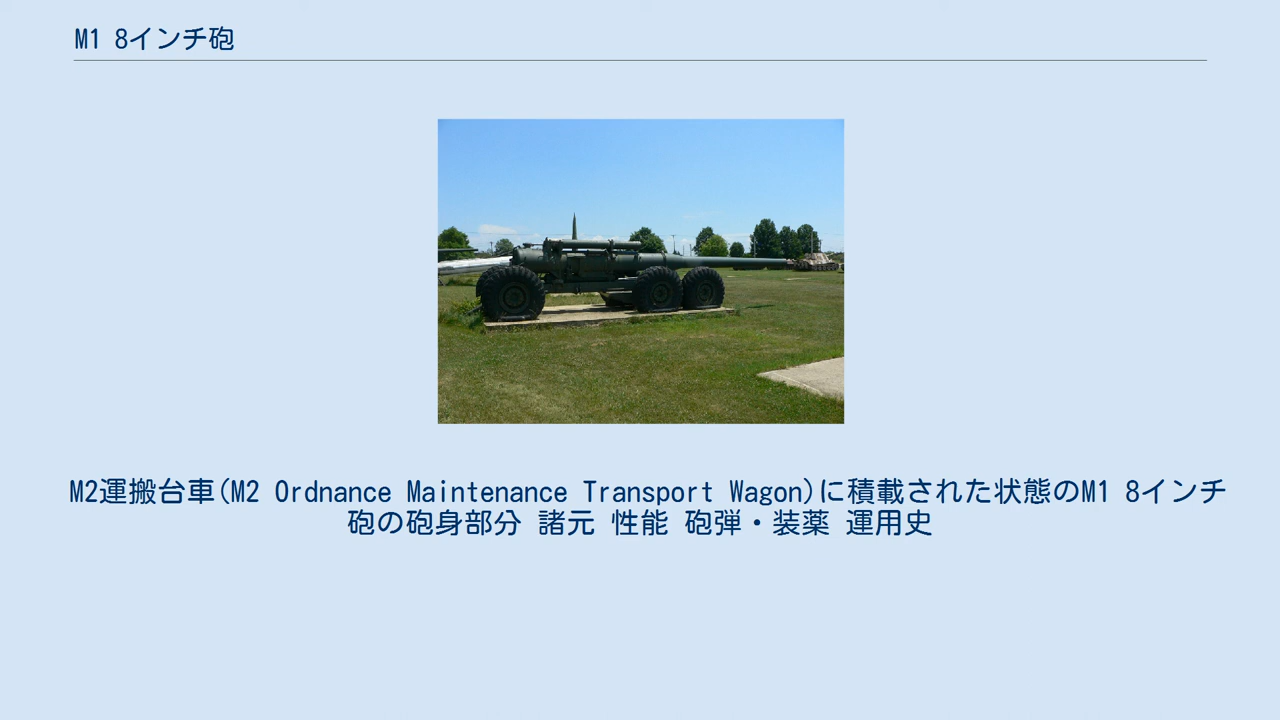 M1 8インチ砲
M2運搬台車(M2 Ordnance Maintenance Transport Wagon)に積載された状態のM1 8インチ
砲の砲身部分 諸元 性能 砲弾・装薬 運用史